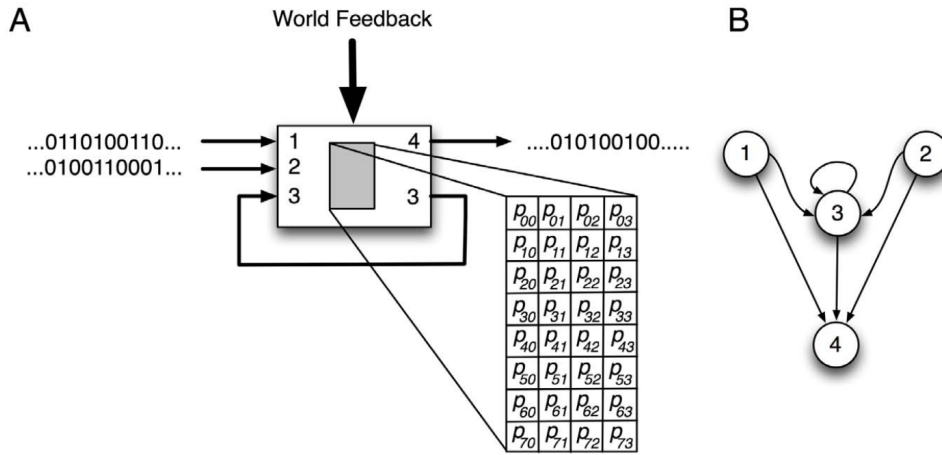 A
World Feedback
B
...0110100110...
1
4
....010100100.....
...0100110001...
2
3
3
p00 p01 p02 p03
p10 p11 p12 p13
p20 p21 p22 p23
p30 p31 p32 p33
p40 p41 p42 p43
p50 p51 p52 p53
p60 p61 p62 p63
p70 p71 p72 p73
1
2
3
4